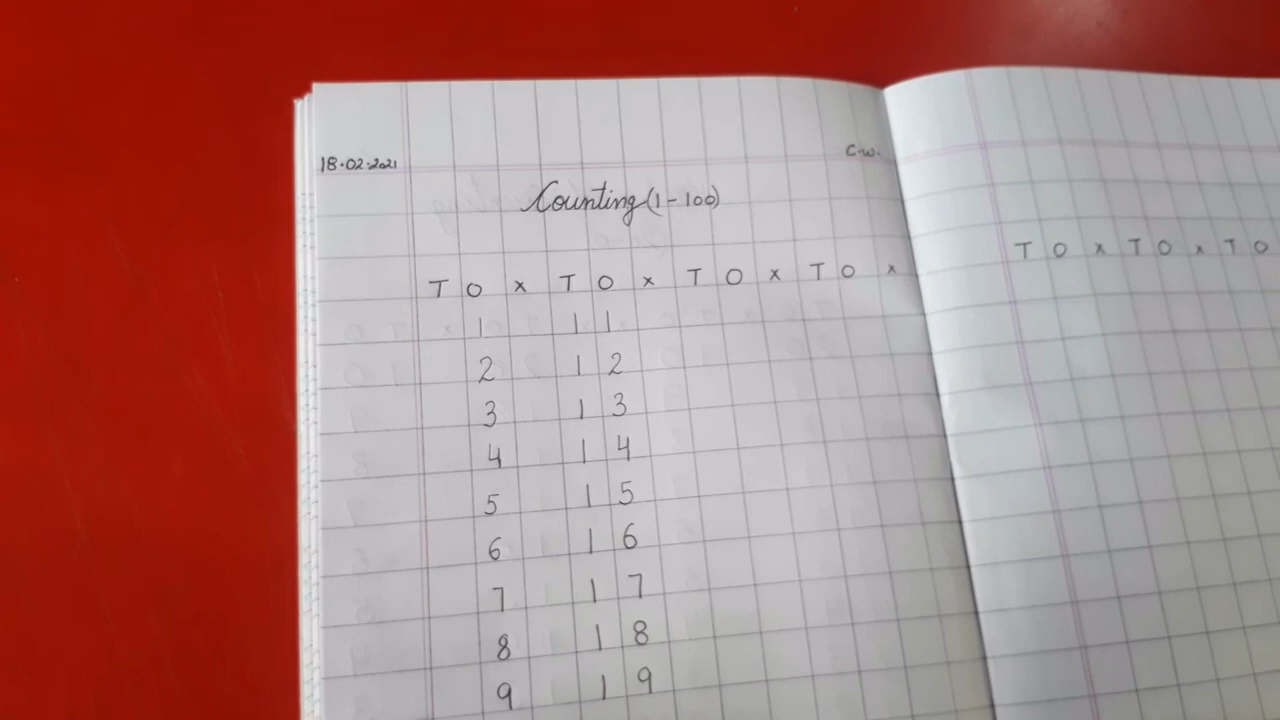 18.02.2021 C.W.
Counting (1-100)
T O x T O x T O x T O x T O x T O x T O
1 1 1
2 1 2
3 1 3
4 1 4
5 1 5
6 1 6
7 1 7
8 1 8
9 1 9